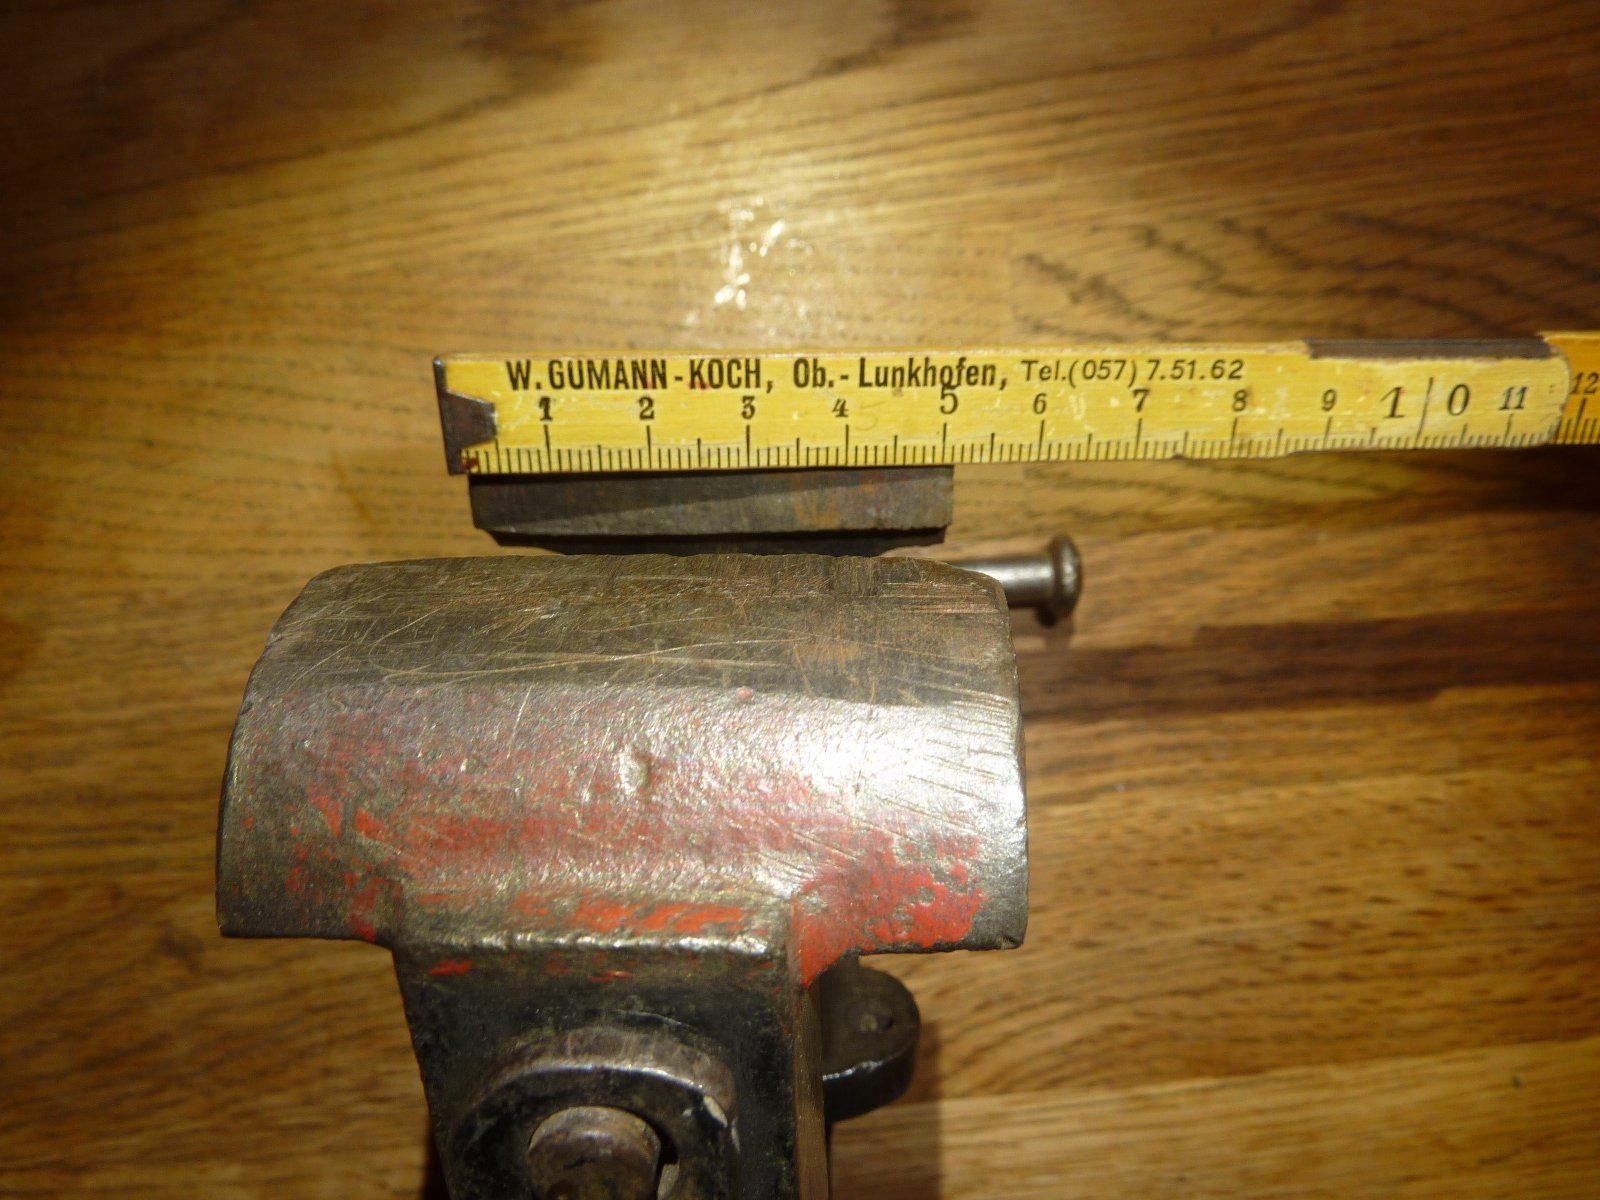 W. GUMANN-KOCH, Ob.-Lunkhofen, Tel.(057) 7.51.62
1 2 3 4 5 6 7 8 9 10 11 12